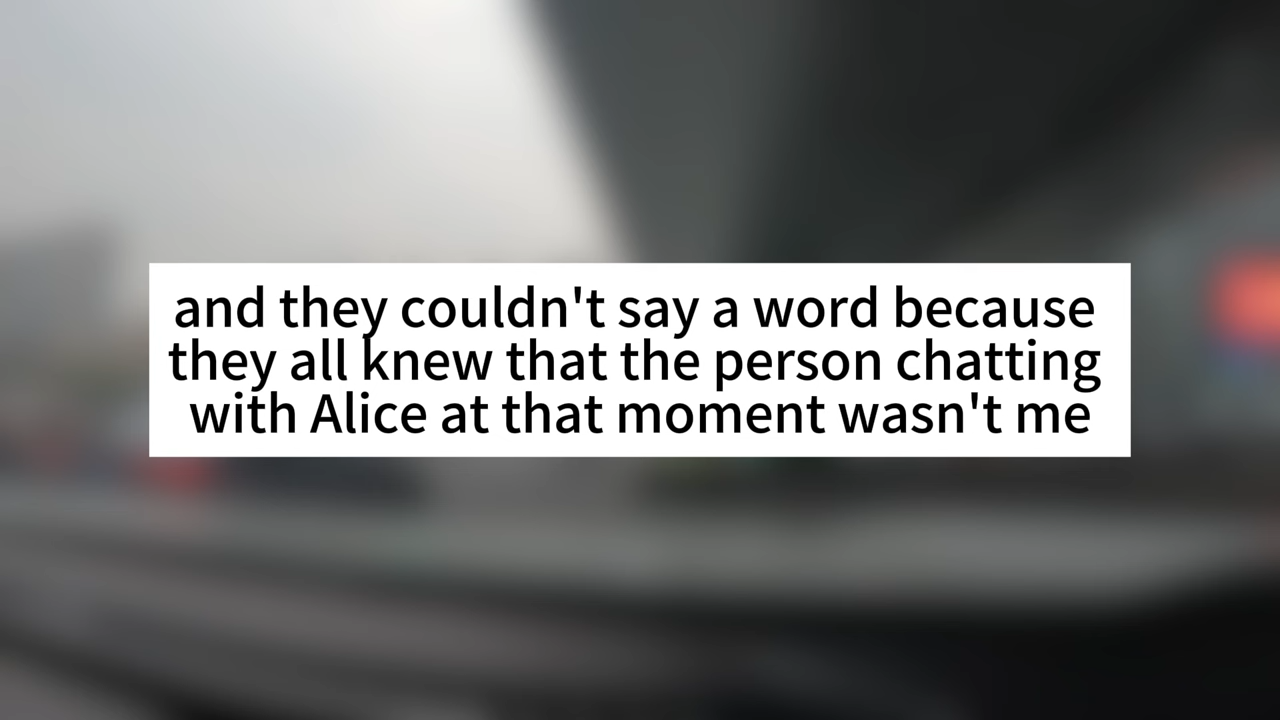 and they couldn't say a word because
they all knew that the person chatting
with Alice at that moment wasn't me